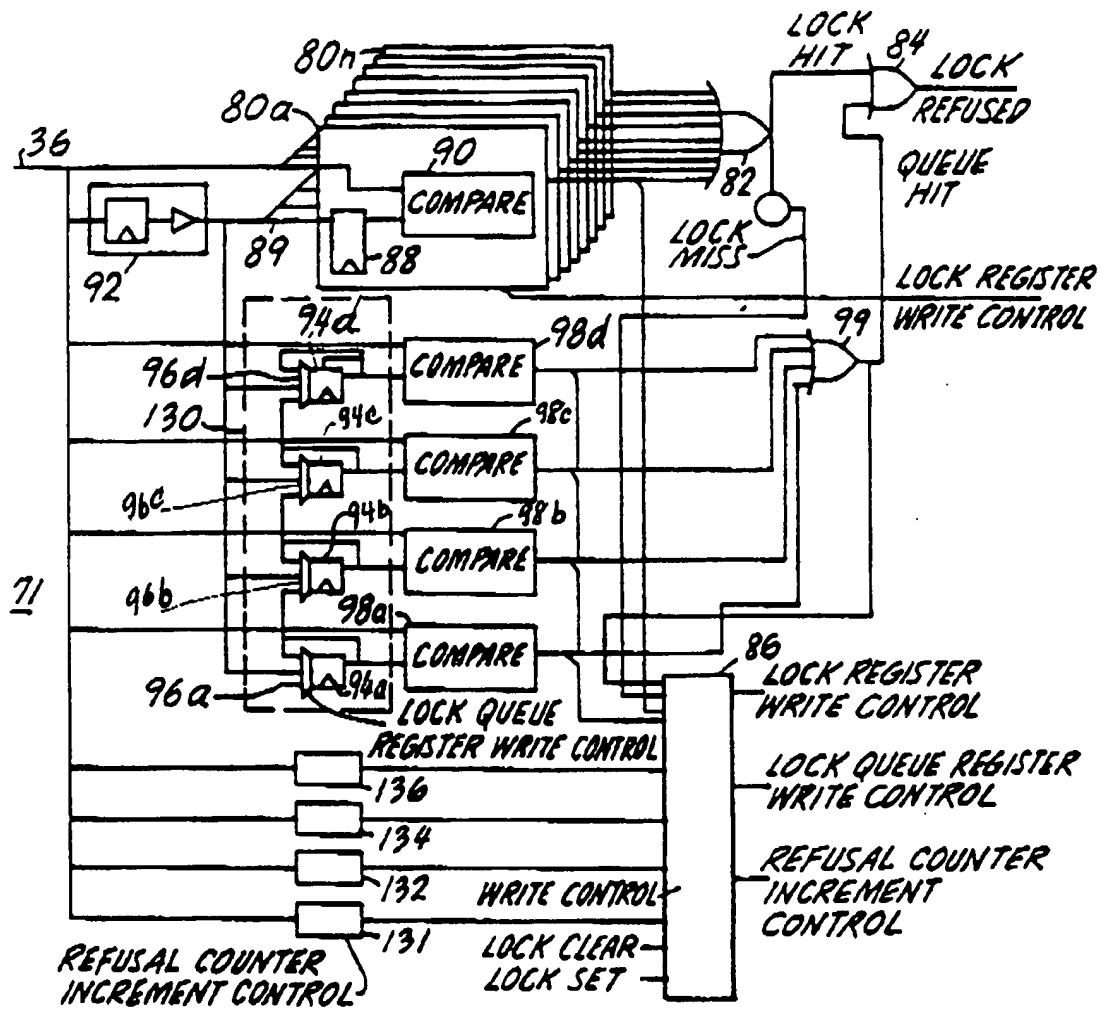 LOCK
HIT
84
LOCK
REFUSED
80n
80a
36
90
COMPARE
82
QUEUE
HIT
92
89
88
LOCK
MISS
LOCK REGISTER
WRITE CONTROL
94d
98d
99
COMPARE
96d
130
94c
98c
COMPARE
96c
94b
98b
COMPARE
96b
71
98a
COMPARE
86
96a
94a
LOCK QUEUE
REGISTER WRITE CONTROL
LOCK REGISTER
WRITE CONTROL
136
LOCK QUEUE REGISTER
WRITE CONTROL
134
132
WRITE CONTROL
REFUSAL COUNTER
INCREMENT
CONTROL
131
LOCK CLEAR
LOCK SET
REFUSAL COUNTER
INCREMENT CONTROL